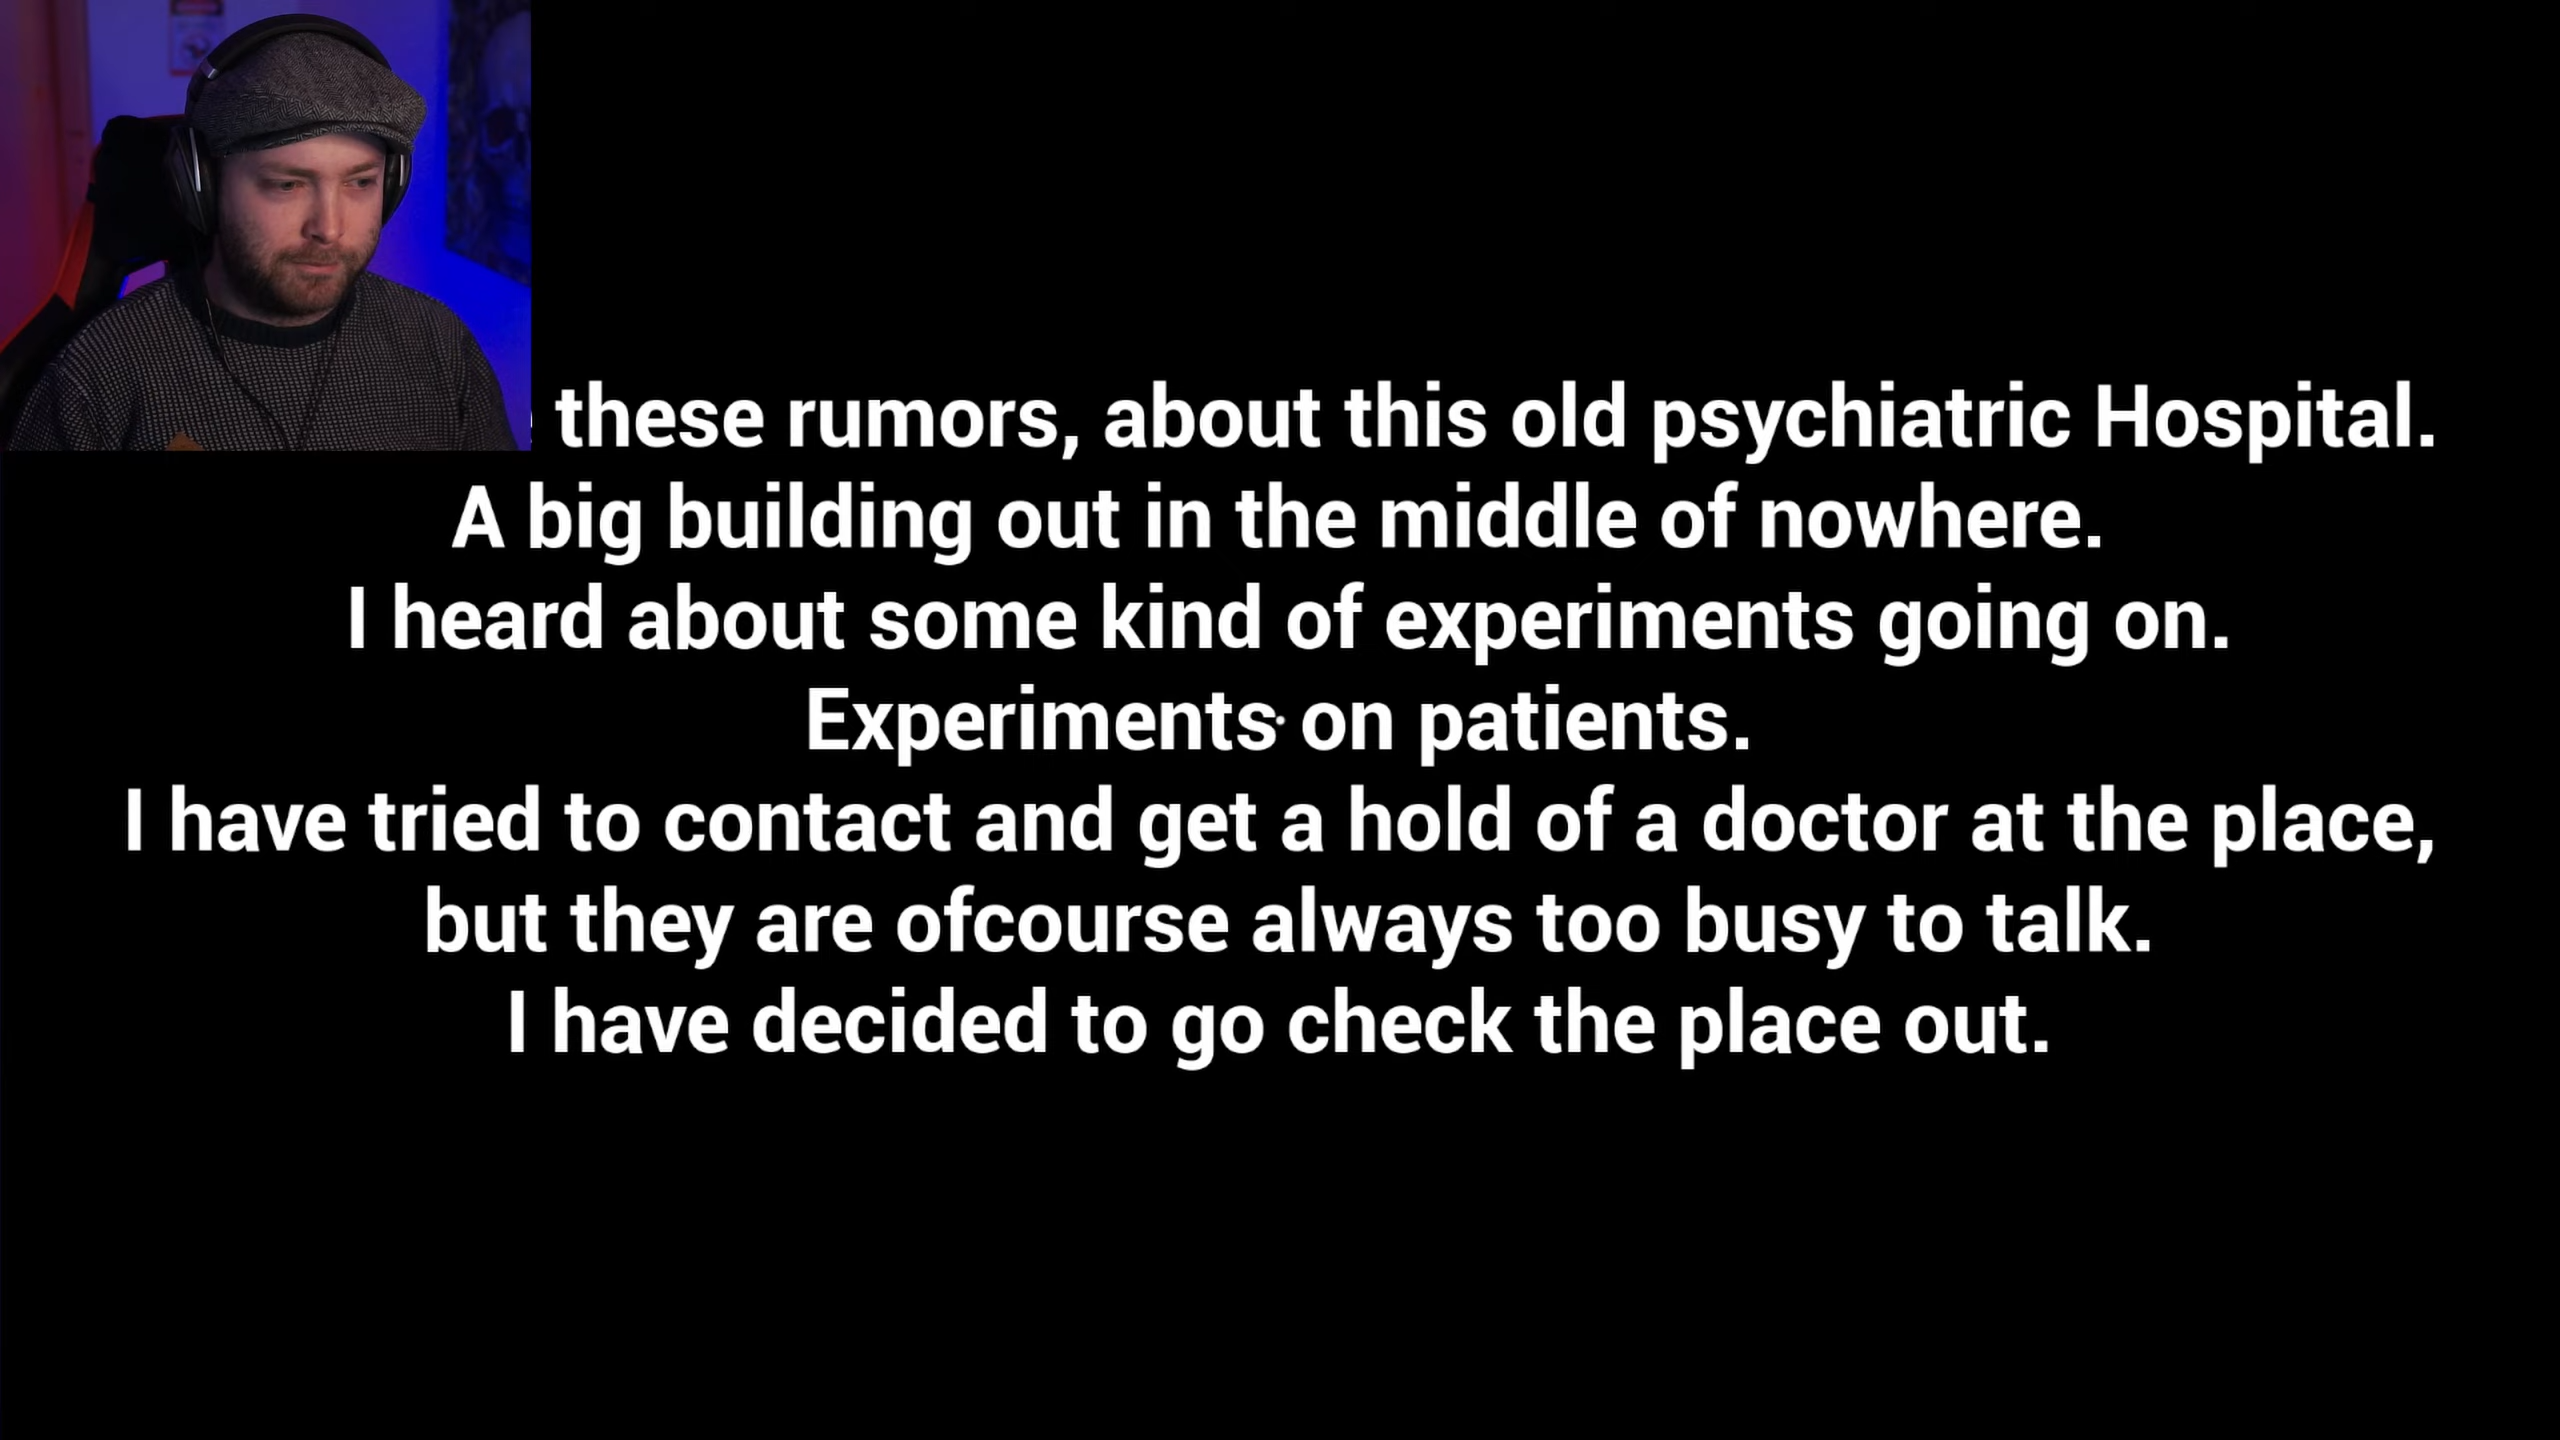 these rumors, about this old psychiatric Hospital.
A big building out in the middle of nowhere.
I heard about some kind of experiments going on.
Experiments on patients.
I have tried to contact and get a hold of a doctor at the place,
but they are ofcourse always too busy to talk.
I have decided to go check the place out.